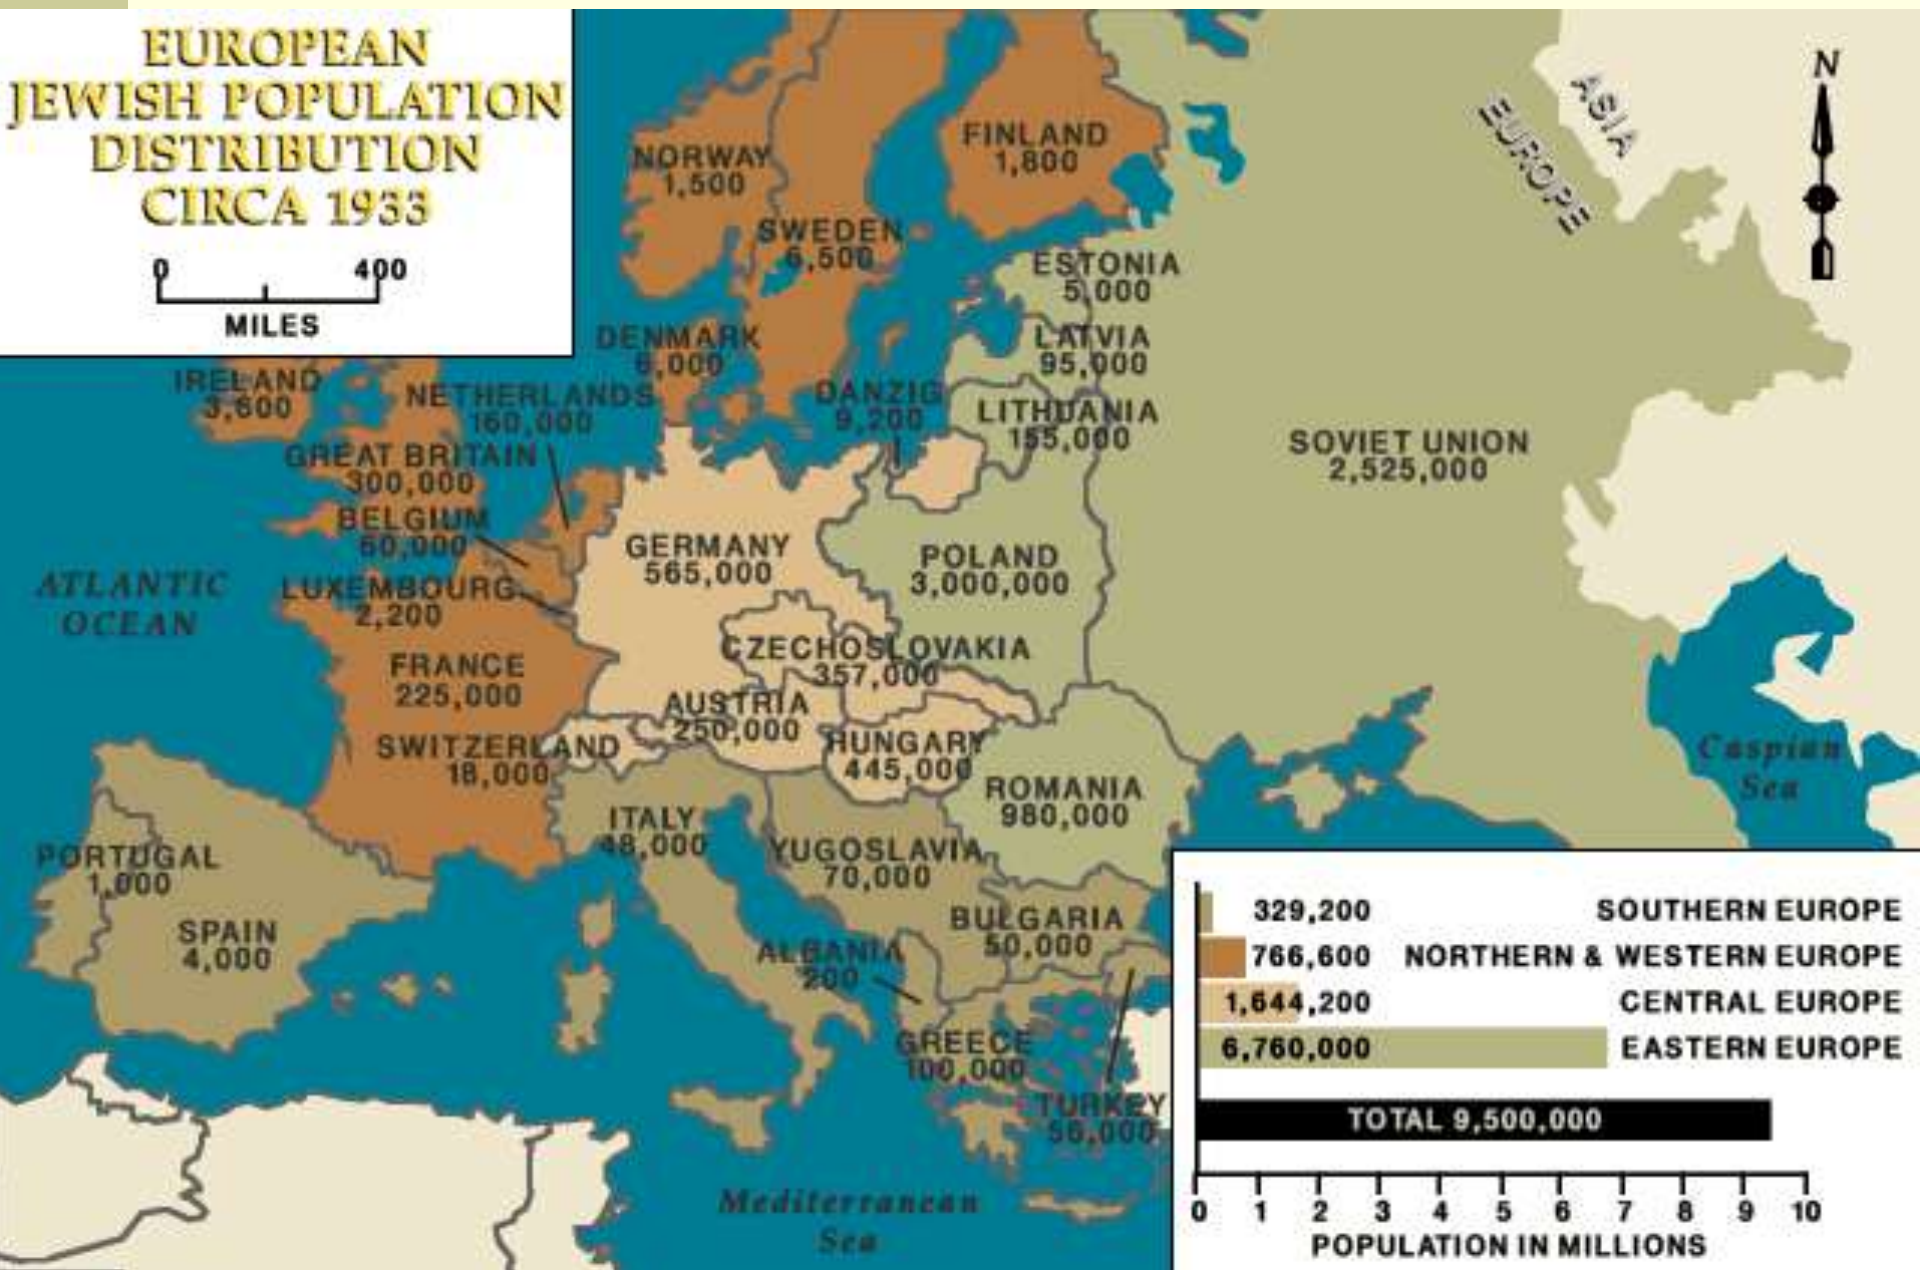 EUROPEAN
JEWISH POPULATION
DISTRIBUTION
CIRCA 1933
0 400
MILES
N
ASIA
EUROPE
NORWAY
1,500
FINLAND
1,800
SWEDEN
6,500
ESTONIA
5,000
LATVIA
95,000
LITHUANIA
155,000
DENMARK
6,000
DANZIG
9,200
IRELAND
3,600
NETHERLANDS
160,000
GREAT BRITAIN
300,000
BELGIUM
60,000
LUXEMBOURG
2,200
GERMANY
565,000
POLAND
3,000,000
SOVIET UNION
2,525,000
ATLANTIC
OCEAN
FRANCE
225,000
CZECHOSLOVAKIA
357,000
AUSTRIA
250,000
SWITZERLAND
18,000
HUNGARY
445,000
ROMANIA
980,000
Caspian
Sea
ITALY
48,000
YUGOSLAVIA
70,000
PORTUGAL
1,000
SPAIN
4,000
BULGARIA
50,000
ALBANIA
200
GREECE
100,000
TURKEY
56,000
Mediterranean
Sea
329,200 SOUTHERN EUROPE
766,600 NORTHERN & WESTERN EUROPE
1,644,200 CENTRAL EUROPE
6,760,000 EASTERN EUROPE
TOTAL 9,500,000
0 1 2 3 4 5 6 7 8 9 10
POPULATION IN MILLIONS